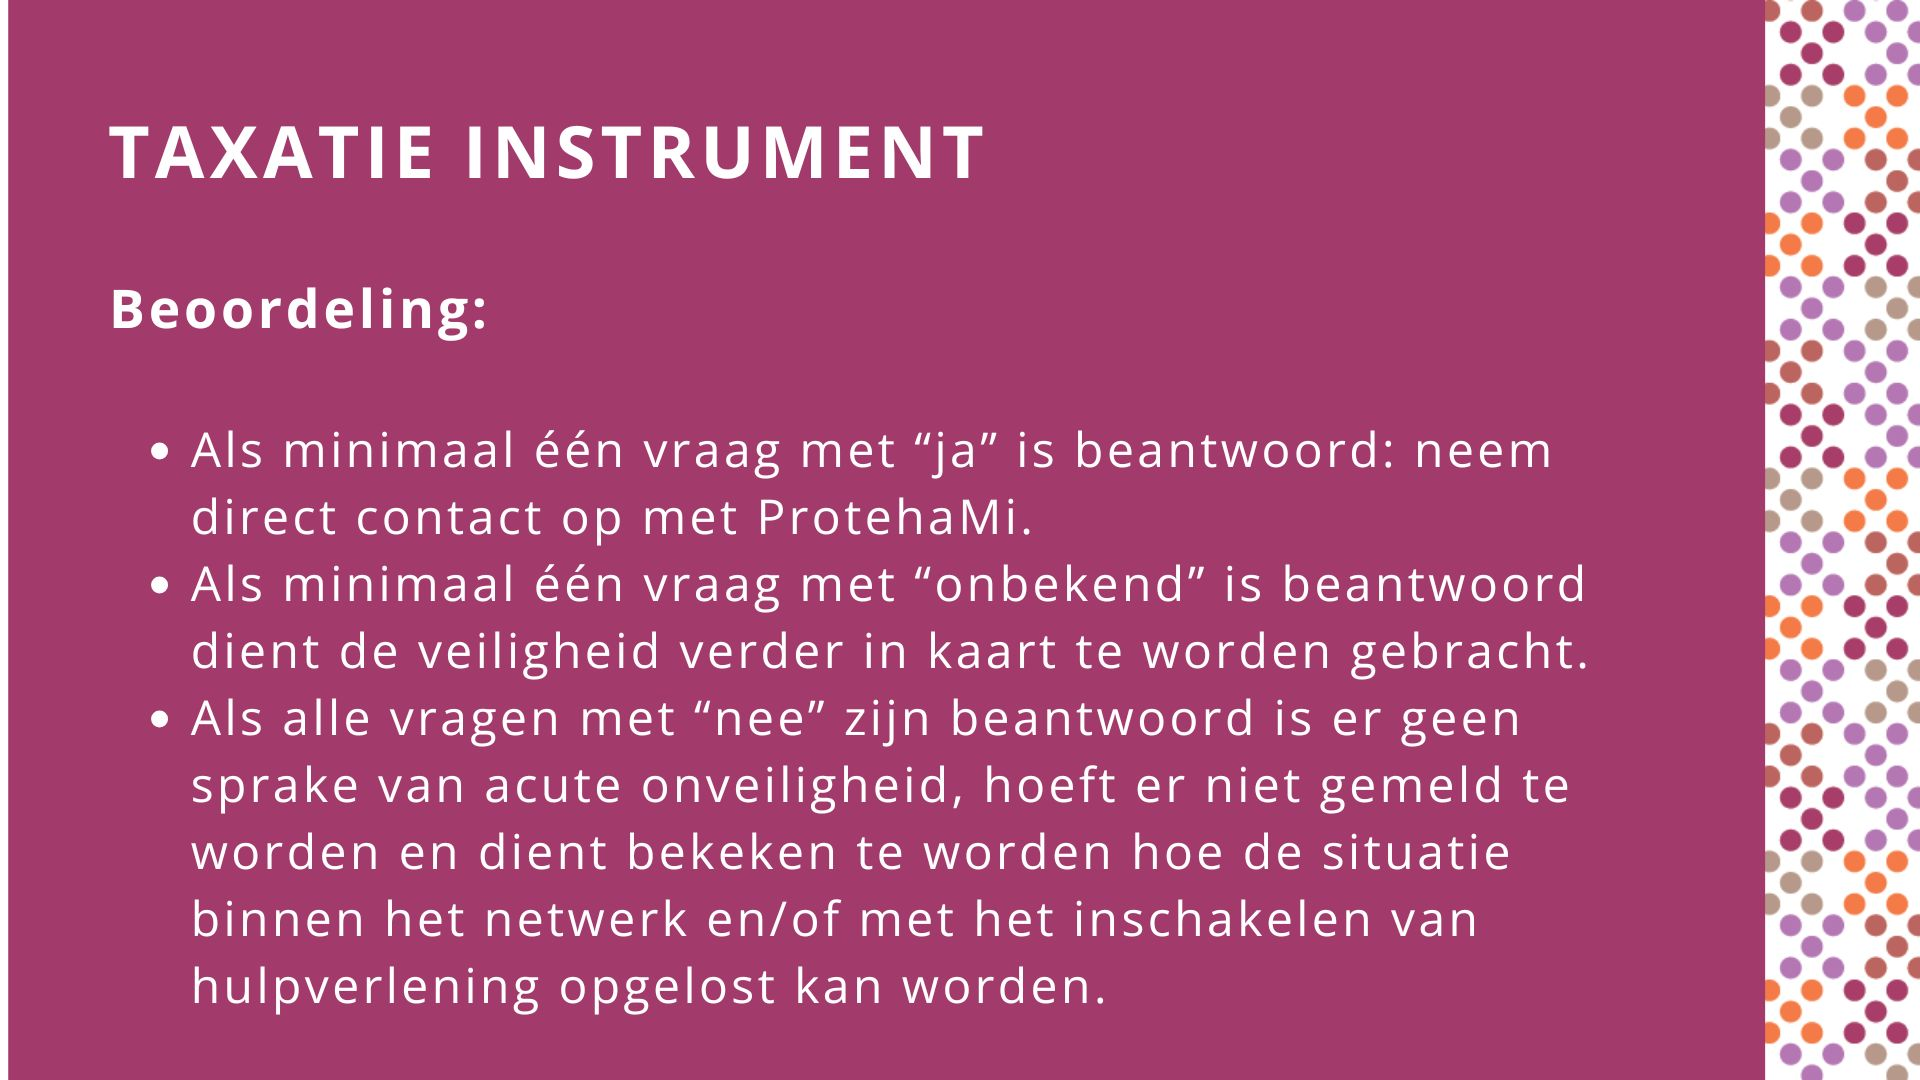 TAXATIE INSTRUMENT
Beoordeling:
• Als minimaal één vraag met “ja” is beantwoord: neem
direct contact op met ProtehaMi.
• Als minimaal één vraag met “onbekend” is beantwoord
dient de veiligheid verder in kaart te worden gebracht.
• Als alle vragen met “nee” zijn beantwoord is er geen
sprake van acute onveiligheid, hoeft er niet gemeld te
worden en dient bekeken te worden hoe de situatie
binnen het netwerk en/of met het inschakelen van
hulpverlening opgelost kan worden.